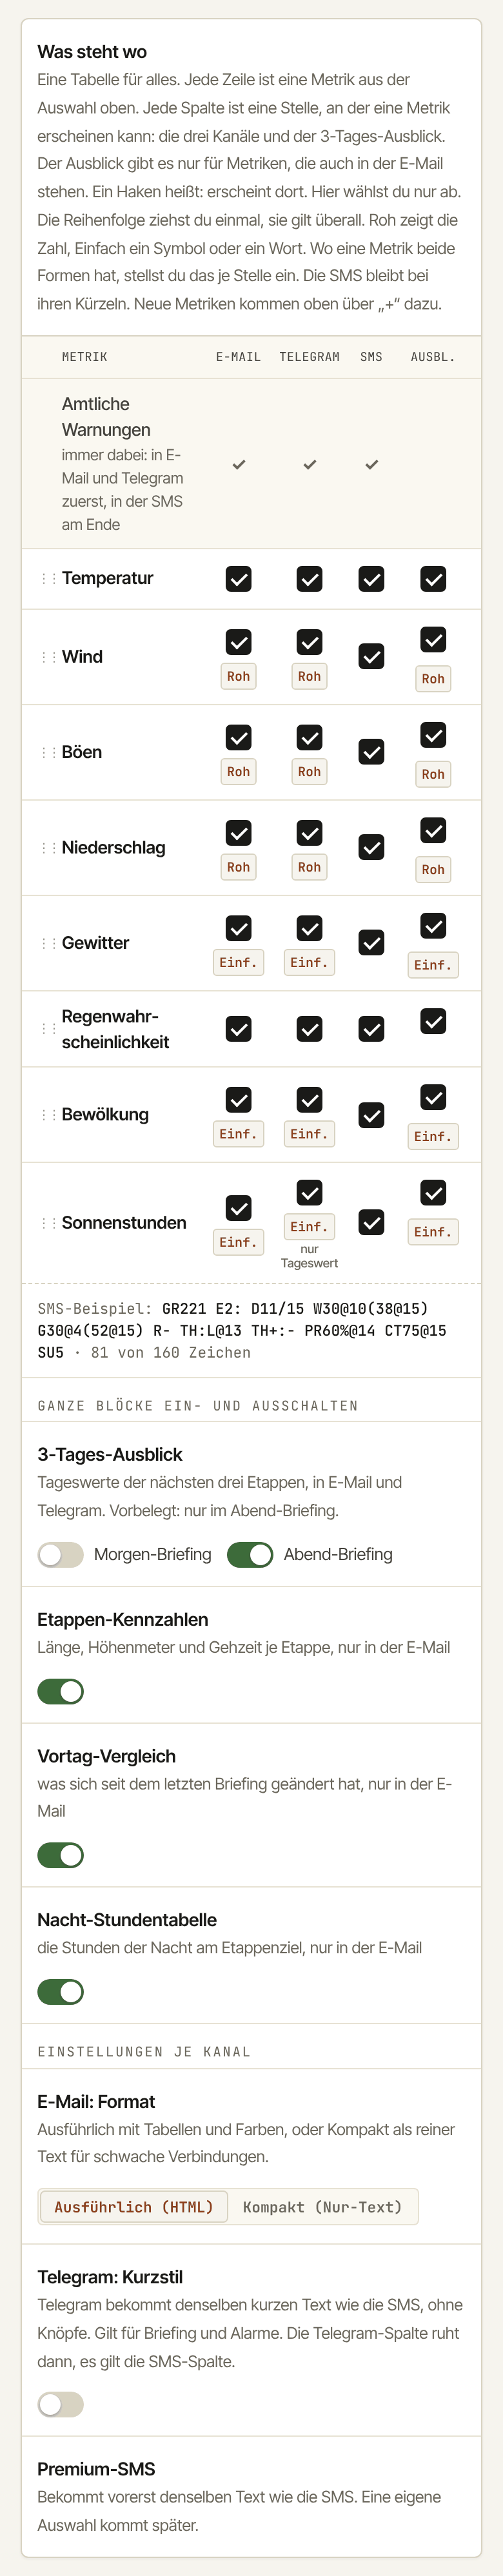 Was steht wo
Eine Tabelle für alles. Jede Zeile ist eine Metrik aus der
Auswahl oben. Jede Spalte ist eine Stelle, an der eine Metrik
erscheinen kann: die drei Kanäle und der 3-Tages-Ausblick.
Der Ausblick gibt es nur für Metriken, die auch in der E-Mail
stehen. Ein Haken heißt: erscheint dort. Hier wählst du nur ab.
Die Reihenfolge ziehst du einmal, sie gilt überall. Roh zeigt die
Zahl, Einfach ein Symbol oder ein Wort. Wo eine Metrik beide
Formen hat, stellst du das je Stelle ein. Die SMS bleibt bei
ihren Kürzeln. Neue Metriken kommen oben über „+“ dazu.
METRIK E-MAIL TELEGRAM SMS AUSBL.
Amtliche
Warnungen
immer dabei: in E-
Mail und Telegram
zuerst, in der SMS
am Ende
Temperatur
Wind
Roh Roh Roh
Böen
Roh Roh Roh
Niederschlag
Roh Roh Roh
Gewitter
Einf. Einf. Einf.
Regenwahr-
scheinlichkeit
Bewölkung
Einf. Einf. Einf.
Sonnenstunden
Einf. Einf. Einf.
nur
Tageswert
SMS-Beispiel: GR221 E2: D11/15 W30@10(38@15)
G30@4(52@15) R- TH:L@13 TH+:- PR60%@14 CT75@15
SU5 · 81 von 160 Zeichen
GANZE BLÖCKE EIN- UND AUSSCHALTEN
3-Tages-Ausblick
Tageswerte der nächsten drei Etappen, in E-Mail und
Telegram. Vorbelegt: nur im Abend-Briefing.
Morgen-Briefing Abend-Briefing
Etappen-Kennzahlen
Länge, Höhenmeter und Gehzeit je Etappe, nur in der E-Mail
Vortag-Vergleich
was sich seit dem letzten Briefing geändert hat, nur in der E-
Mail
Nacht-Stundentabelle
die Stunden der Nacht am Etappenziel, nur in der E-Mail
EINSTELLUNGEN JE KANAL
E-Mail: Format
Ausführlich mit Tabellen und Farben, oder Kompakt als reiner
Text für schwache Verbindungen.
Ausführlich (HTML) Kompakt (Nur-Text)
Telegram: Kurzstil
Telegram bekommt denselben kurzen Text wie die SMS, ohne
Knöpfe. Gilt für Briefing und Alarme. Die Telegram-Spalte ruht
dann, es gilt die SMS-Spalte.
Premium-SMS
Bekommt vorerst denselben Text wie die SMS. Eine eigene
Auswahl kommt später.